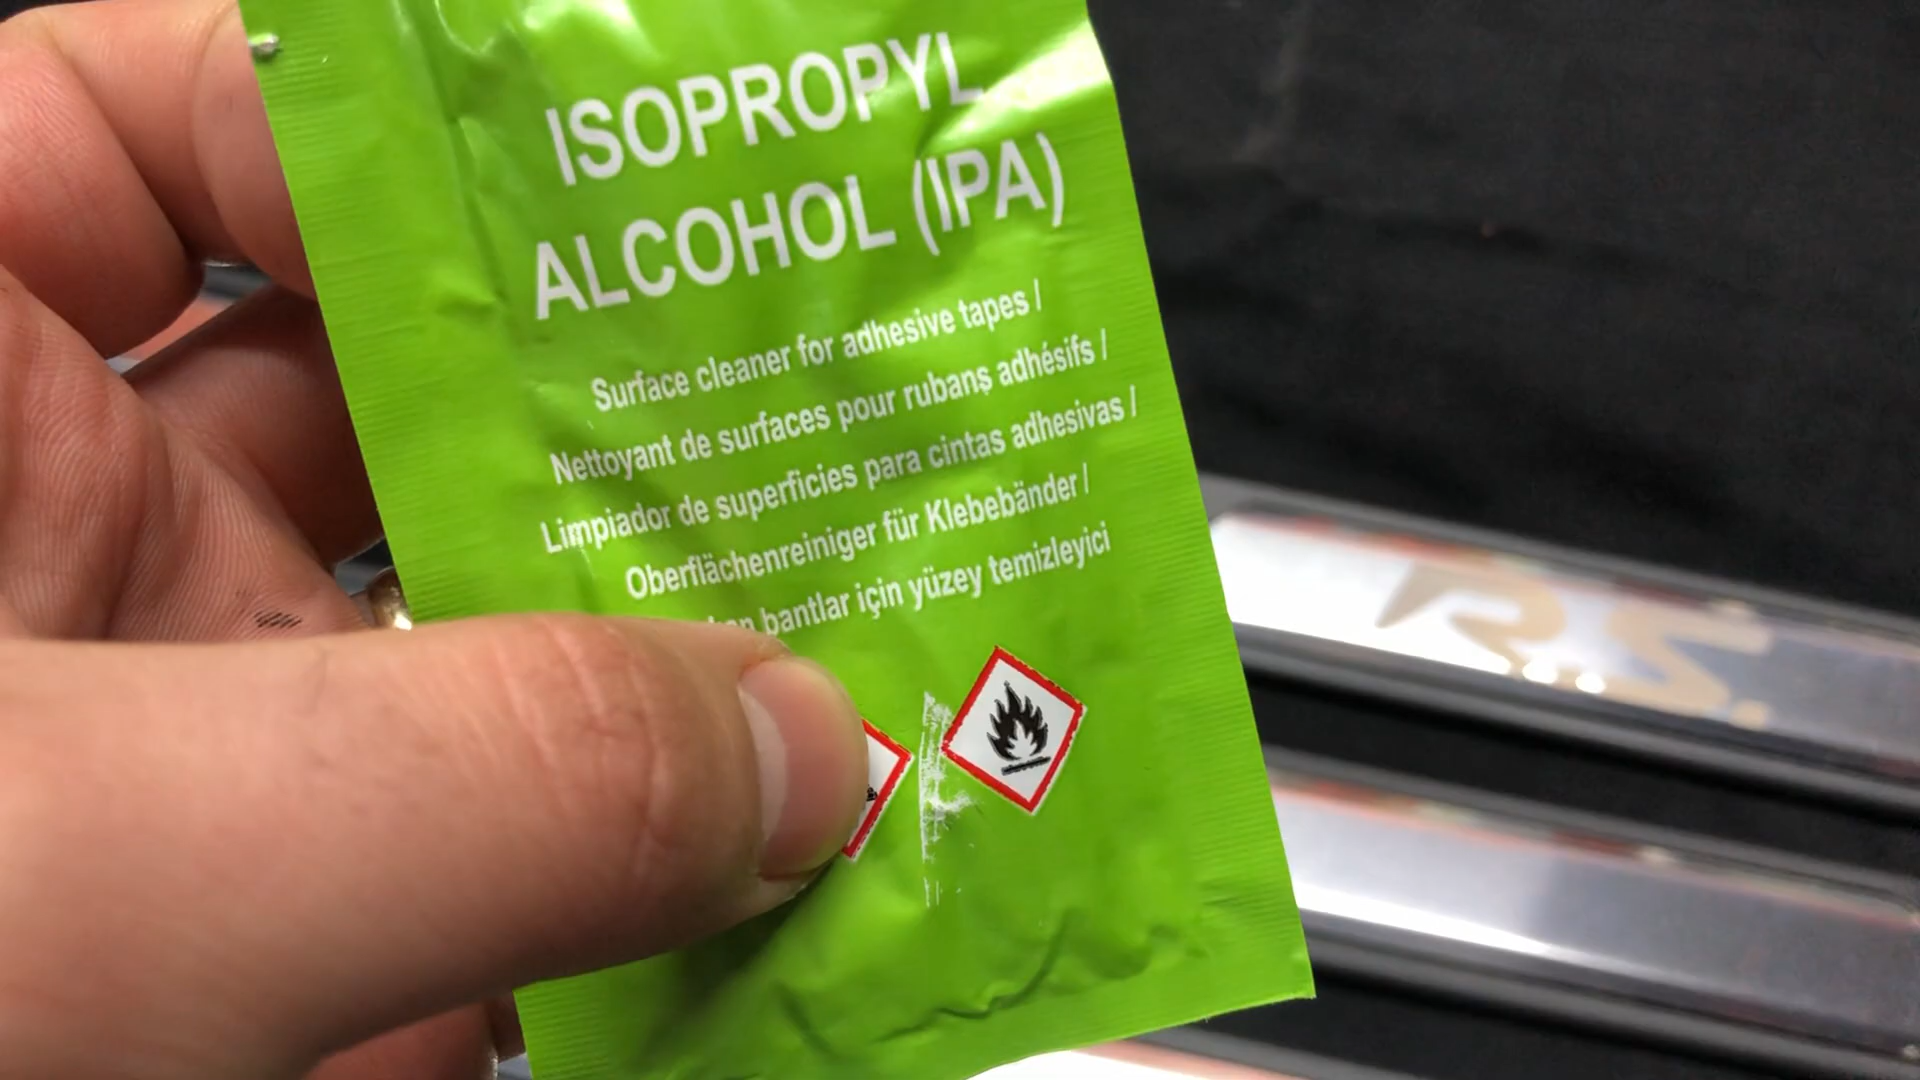 ISOPROPYL
ALCOHOL (IPA)
Surface cleaner for adhesive tapes /
Nettoyant de surfaces pour rubans adhésifs /
Limpiador de superficies para cintas adhesivas /
Oberflächenreiniger für Klebebänder /
bantlar için yüzey temizleyici
R.S.